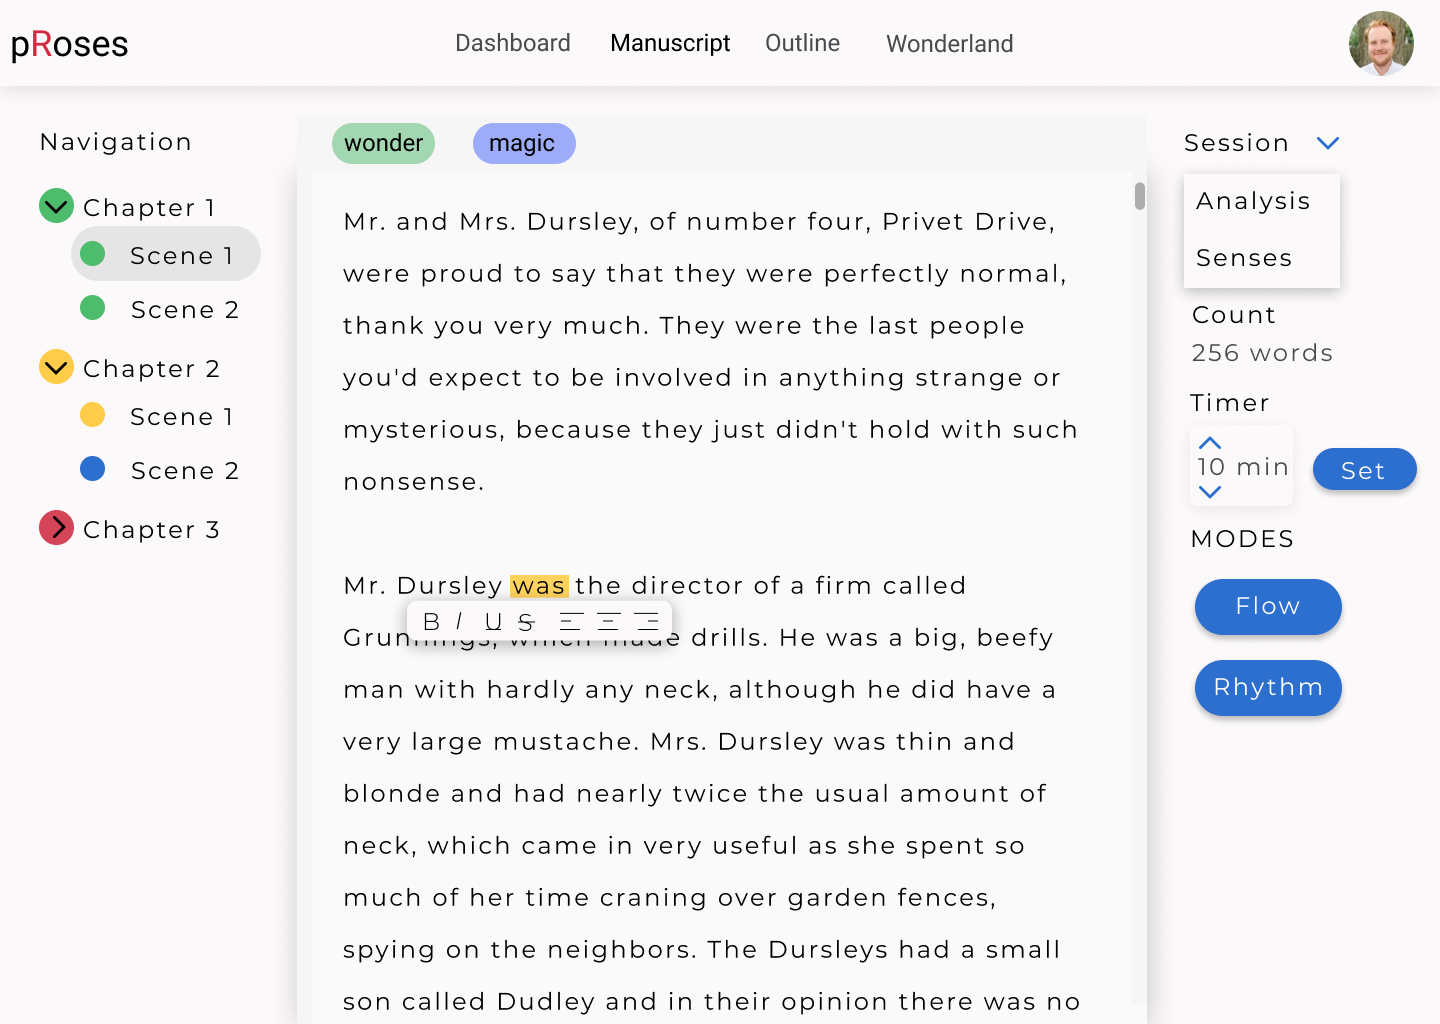 pRoses
Dashboard
Manuscript
Outline
Wonderland
Navigation
Chapter 1
Scene 1
Scene 2
Chapter 2
Scene 1
Scene 2
Chapter 3
wonder
magic
Mr. and Mrs. Dursley, of number four, Privet Drive,
were proud to say that they were perfectly normal,
thank you very much. They were the last people
you'd expect to be involved in anything strange or
mysterious, because they just didn't hold with such
nonsense.
Mr. Dursley was the director of a firm called
B I U S
Grunnings, which made drills. He was a big, beefy
man with hardly any neck, although he did have a
very large mustache. Mrs. Dursley was thin and
blonde and had nearly twice the usual amount of
neck, which came in very useful as she spent so
much of her time craning over garden fences,
spying on the neighbors. The Dursleys had a small
son called Dudley and in their opinion there was no
Session
Analysis
Senses
Count
256 words
Timer
10 min
Set
MODES
Flow
Rhythm